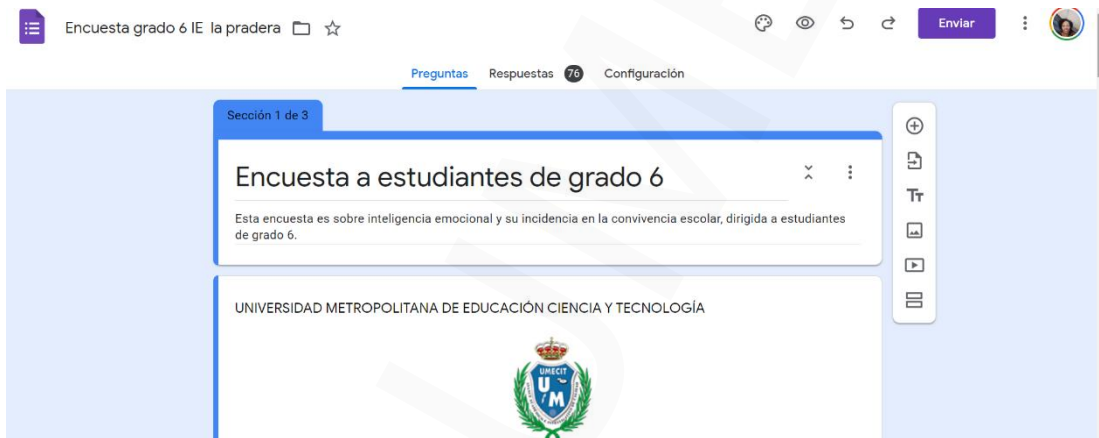 Encuesta grado 6 IE la pradera
Enviar
Preguntas Respuestas 76 Configuración
Sección 1 de 3
Encuesta a estudiantes de grado 6
Esta encuesta es sobre inteligencia emocional y su incidencia en la convivencia escolar, dirigida a estudiantes
de grado 6.
Tт
UNIVERSIDAD METROPOLITANA DE EDUCACIÓN CIENCIA Y TECNOLOGÍA
UMECIT
U
M